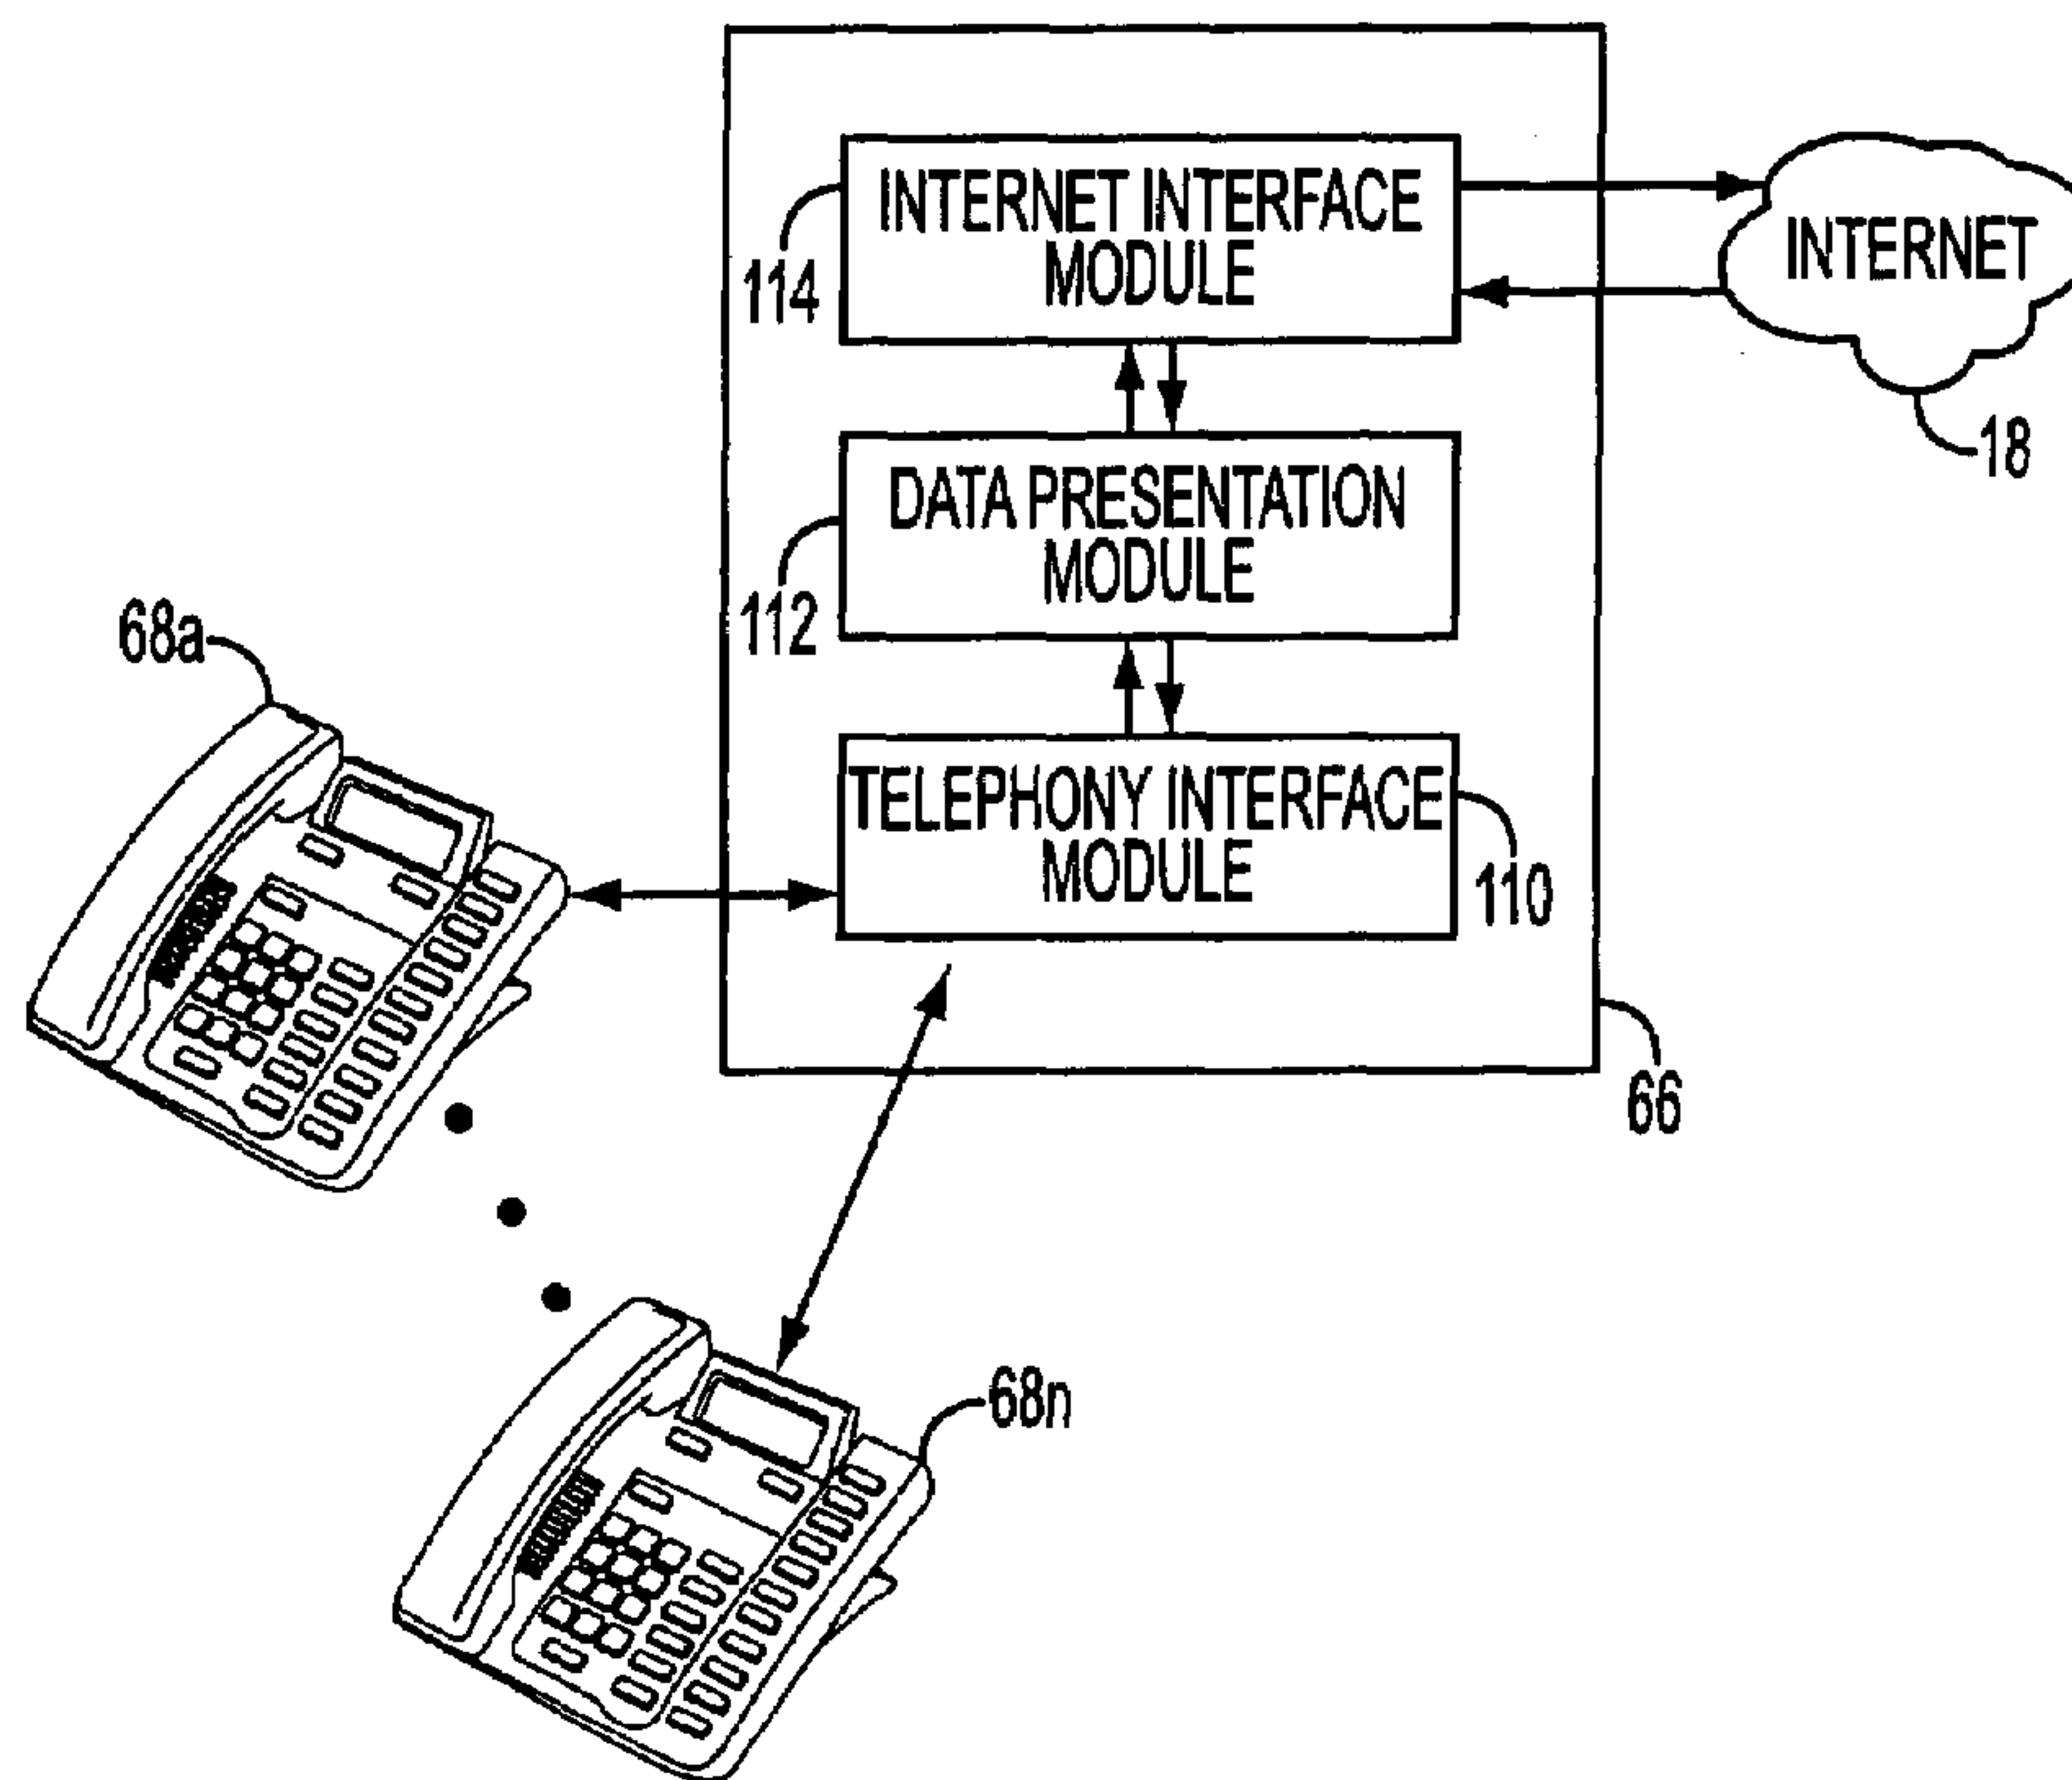 INTERNET INTERFACE
MODULE
114
INTERNET
18
DATA PRESENTATION
MODULE
112
68a
TELEPHONY INTERFACE
MODULE
110
66
68n